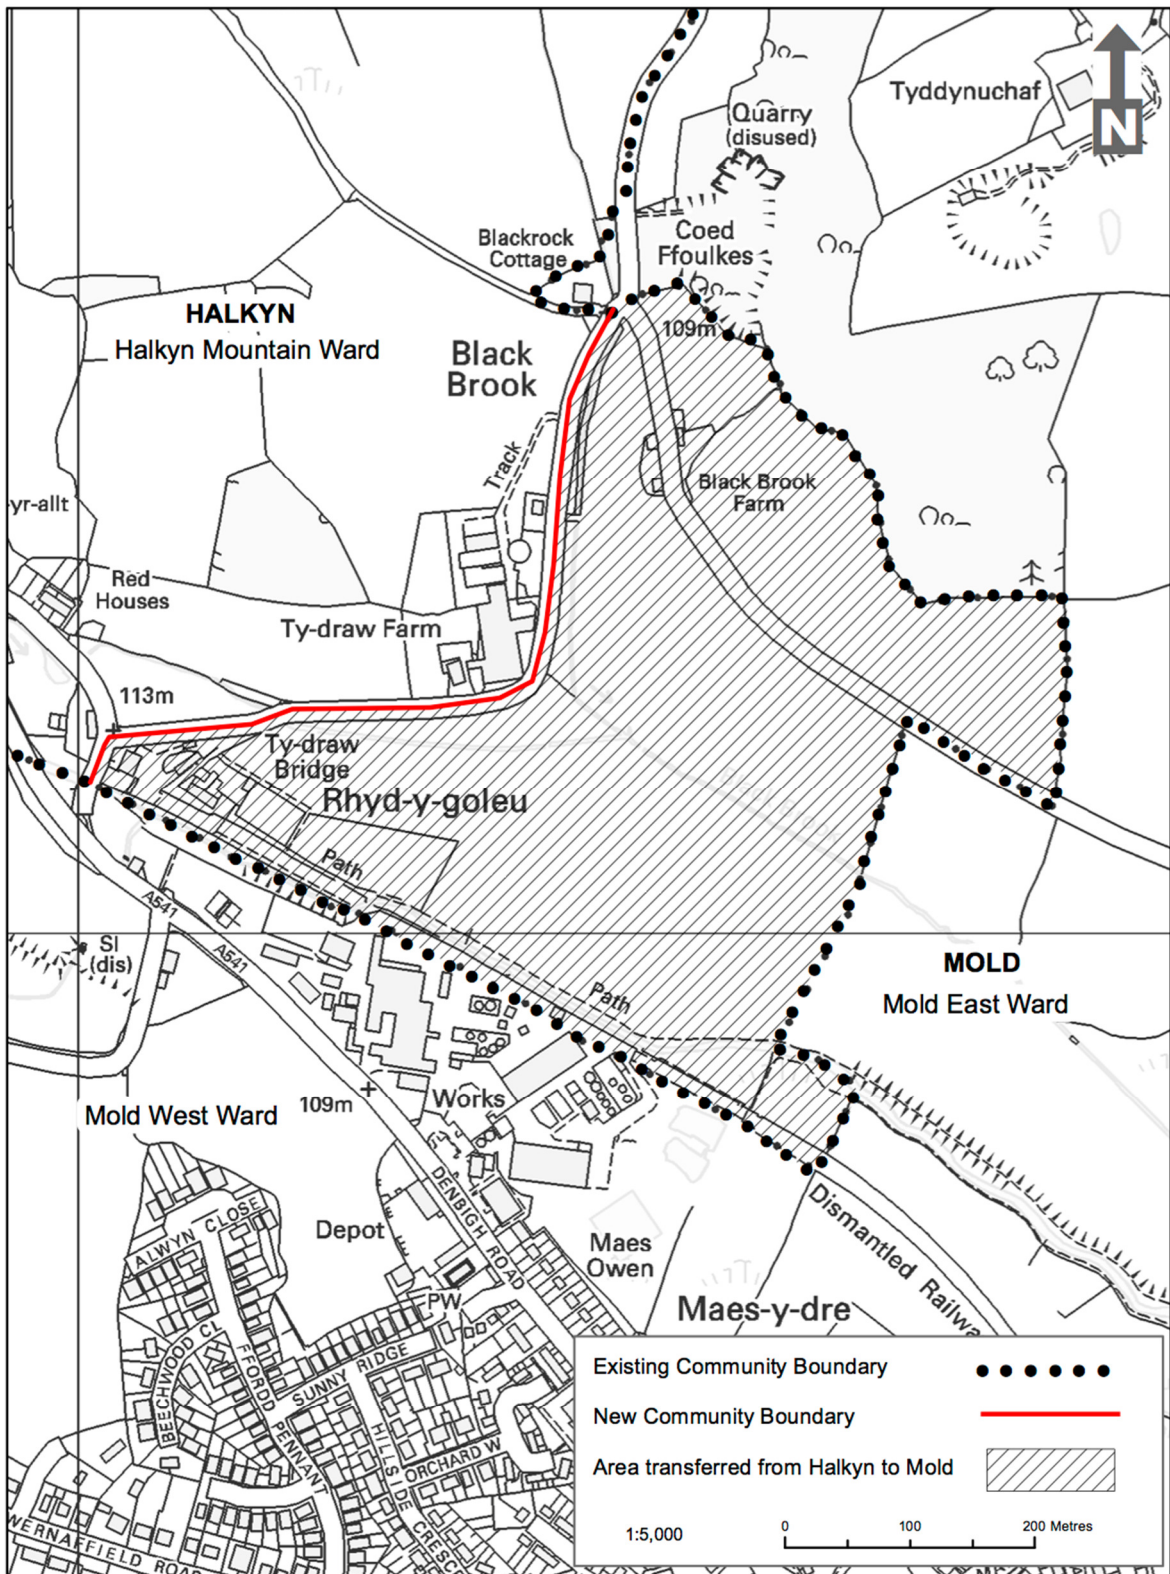 N
Tyddynuchaf
Quarry
(disused)
Coed
Ffoulkes
Blackrock
Cottage
HALKYN
Halkyn Mountain Ward
109m
Black
Brook
Track
Black Brook
Farm
-yr-allt
Red
Houses
Ty-draw Farm
113m
Ty-draw
Bridge
Rhyd-y-goleu
Path
A541
SI
(dis)
A541
MOLD
Mold East Ward
Path
Mold West Ward
109m
Works
DENBIGH ROAD
ALWYN CLOSE
Depot
Maes
Owen
Dismantled Railwa
Maes-y-dre
PW
BEECHWOOD CL
FFORDD PENNANT
SUNNY RIDGE
HILLSIDE CRESC
ORCHARD W
WERNAFFIELD ROA
Existing Community Boundary
New Community Boundary
Area transferred from Halkyn to Mold
1:5,000
0 100 200 Metres